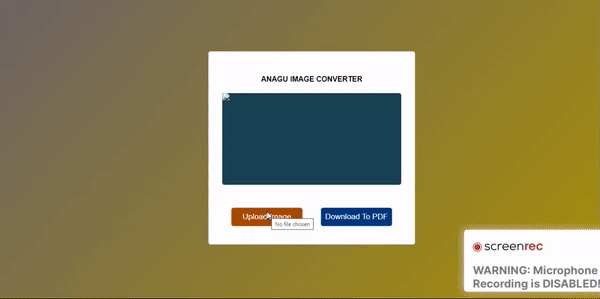 ANAGU IMAGE CONVERTER
Upload Image
Download To PDF
No file chosen
screenrec
WARNING: Microphone
Recording is DISABLED!